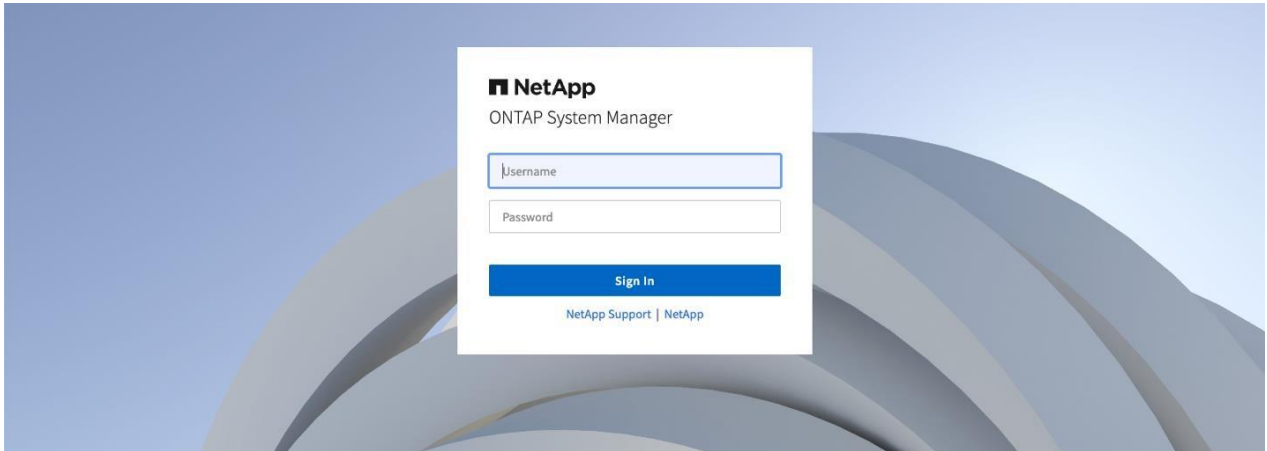 NetApp
ONTAP System Manager
Username
Password
Sign In
NetApp Support | NetApp